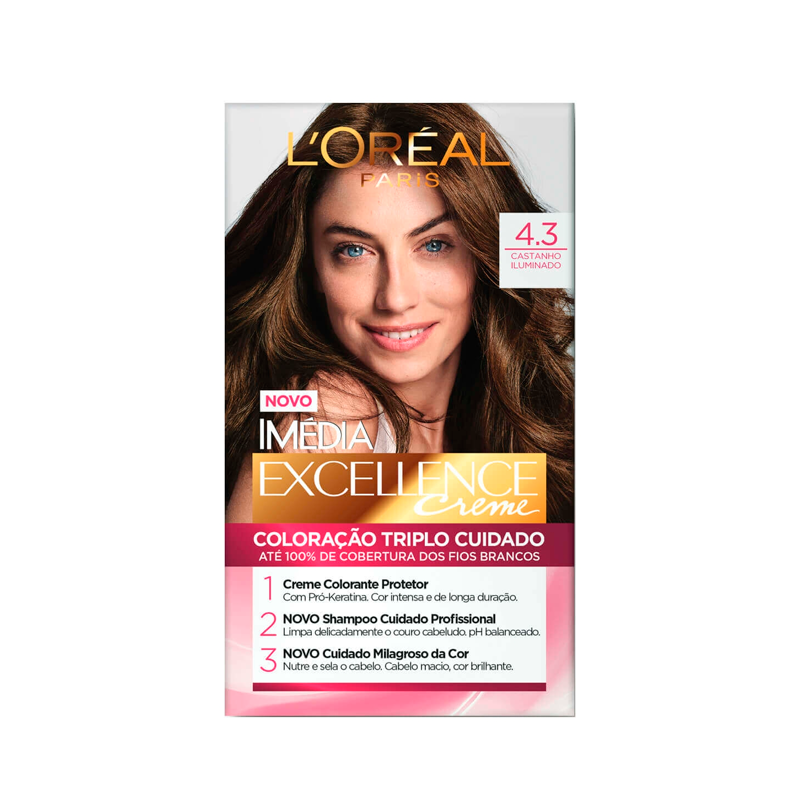 L'ORÉAL
PARIS
4.3
CASTANHO
ILUMINADO
NOVO
IMÉDIA
EXCELLENCE
Creme
COLORAÇÃO TRIPLO CUIDADO
ATÉ 100% DE COBERTURA DOS FIOS BRANCOS
1 Creme Colorante Protetor
Com Pró-Keratina. Cor intensa e de longa duração.
2 NOVO Shampoo Cuidado Profissional
Limpa delicadamente o couro cabeludo. pH balanceado.
3 NOVO Cuidado Milagroso da Cor
Nutre e sela o cabelo. Cabelo macio, cor brilhante.